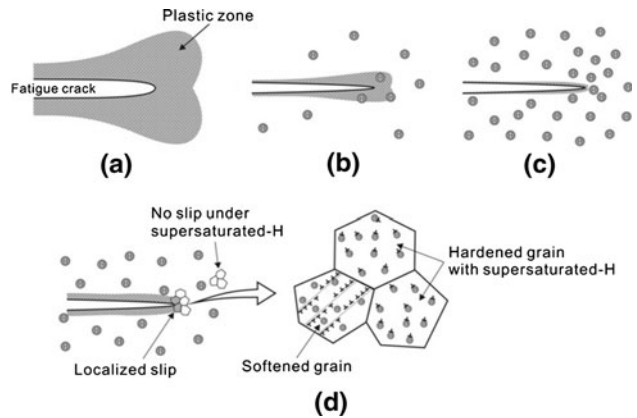 Plastic zone
Fatigue crack
(a)
(b)
(c)
No slip under
supersaturated-H
Localized slip
Hardened grain
with supersaturated-H
Softened grain
(d)